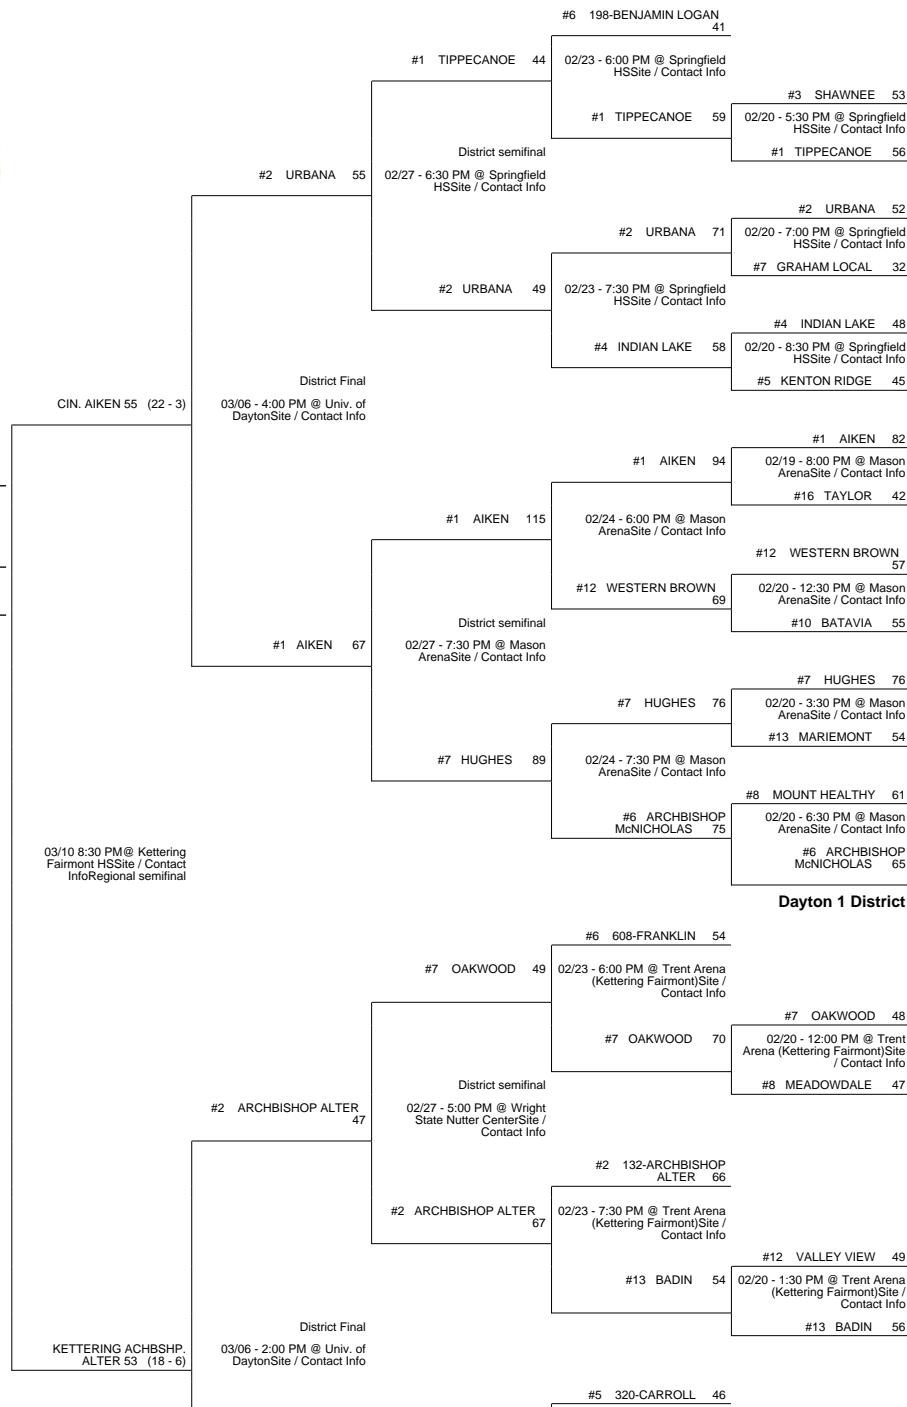 #6 198-BENJAMIN LOGAN
41
#1 TIPPECANOE 44
02/23 - 6:00 PM @ Springfield
HSSite / Contact Info
#3 SHAWNEE 53
#1 TIPPECANOE 59
02/20 - 5:30 PM @ Springfield
HSSite / Contact Info
District semifinal
#1 TIPPECANOE 56
#2 URBANA 55
02/27 - 6:30 PM @ Springfield
HSSite / Contact Info
#2 URBANA 52
#2 URBANA 71
02/20 - 7:00 PM @ Springfield
HSSite / Contact Info
#7 GRAHAM LOCAL 32
#2 URBANA 49
02/23 - 7:30 PM @ Springfield
HSSite / Contact Info
#4 INDIAN LAKE 48
#4 INDIAN LAKE 58
02/20 - 8:30 PM @ Springfield
HSSite / Contact Info
District Final
#5 KENTON RIDGE 45
CIN. AIKEN 55 (22 - 3)
03/06 - 4:00 PM @ Univ. of
DaytonSite / Contact Info
#1 AIKEN 82
#1 AIKEN 94
02/19 - 8:00 PM @ Mason
ArenaSite / Contact Info
#16 TAYLOR 42
#1 AIKEN 115
02/24 - 6:00 PM @ Mason
ArenaSite / Contact Info
#12 WESTERN BROWN
57
#12 WESTERN BROWN
69
02/20 - 12:30 PM @ Mason
ArenaSite / Contact Info
District semifinal
#10 BATAVIA 55
#1 AIKEN 67
02/27 - 7:30 PM @ Mason
ArenaSite / Contact Info
#7 HUGHES 76
#7 HUGHES 76
02/20 - 3:30 PM @ Mason
ArenaSite / Contact Info
#13 MARIEMONT 54
#7 HUGHES 89
02/24 - 7:30 PM @ Mason
ArenaSite / Contact Info
#8 MOUNT HEALTHY 61
#6 ARCHBISHOP
McNICHOLAS 75
02/20 - 6:30 PM @ Mason
ArenaSite / Contact Info
03/10 8:30 PM@ Kettering
Fairmont HSSite / Contact
InfoRegional semifinal
#6 ARCHBISHOP
McNICHOLAS 65
Dayton 1 District
#6 608-FRANKLIN 54
#7 OAKWOOD 49
02/23 - 6:00 PM @ Trent Arena
(Kettering Fairmont)Site /
Contact Info
#7 OAKWOOD 48
#7 OAKWOOD 70
02/20 - 12:00 PM @ Trent
Arena (Kettering Fairmont)Site
/ Contact Info
District semifinal
#8 MEADOWDALE 47
#2 ARCHBISHOP ALTER
47
02/27 - 5:00 PM @ Wright
State Nutter CenterSite /
Contact Info
#2 132-ARCHBISHOP
ALTER 66
#2 ARCHBISHOP ALTER
67
02/23 - 7:30 PM @ Trent Arena
(Kettering Fairmont)Site /
Contact Info
#12 VALLEY VIEW 49
#13 BADIN 54
02/20 - 1:30 PM @ Trent Arena
(Kettering Fairmont)Site /
Contact Info
District Final
#13 BADIN 56
KETTERING ACHBSHP.
ALTER 53 (18 - 6)
03/06 - 2:00 PM @ Univ. of
DaytonSite / Contact Info
#5 320-CARROLL 46